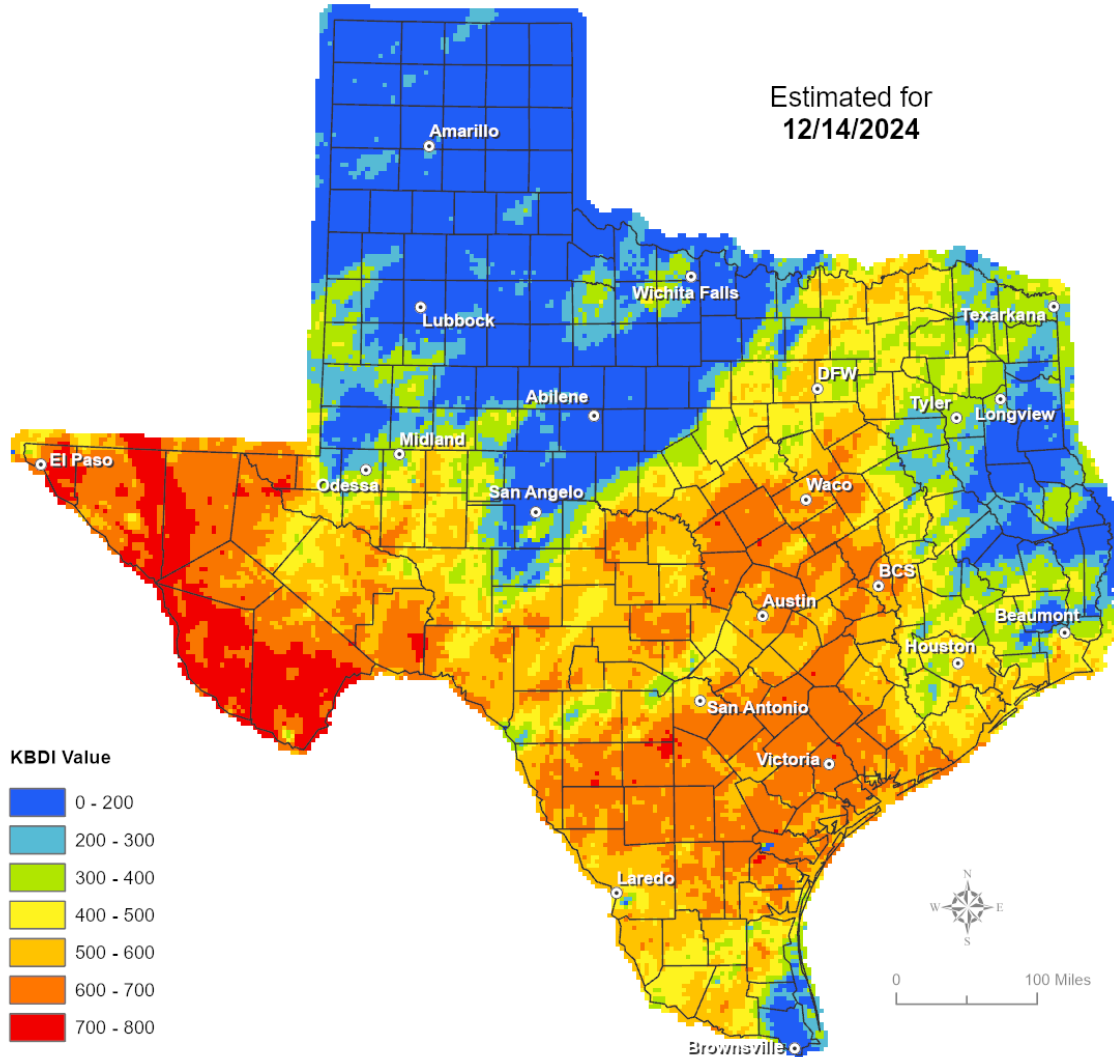 Estimated for
12/14/2024
Amarillo
Wichita Falls
Lubbock
Texarkana
DFW
Abilene
Tyler
Longview
Midland
El Paso
Odessa
San Angelo
Waco
BCS
Austin
Beaumont
Houston
San Antonio
Victoria
KBDI Value
0 - 200
200 - 300
300 - 400
400 - 500
500 - 600
600 - 700
700 - 800
Laredo
N
W E
S
0 100 Miles
Brownsville